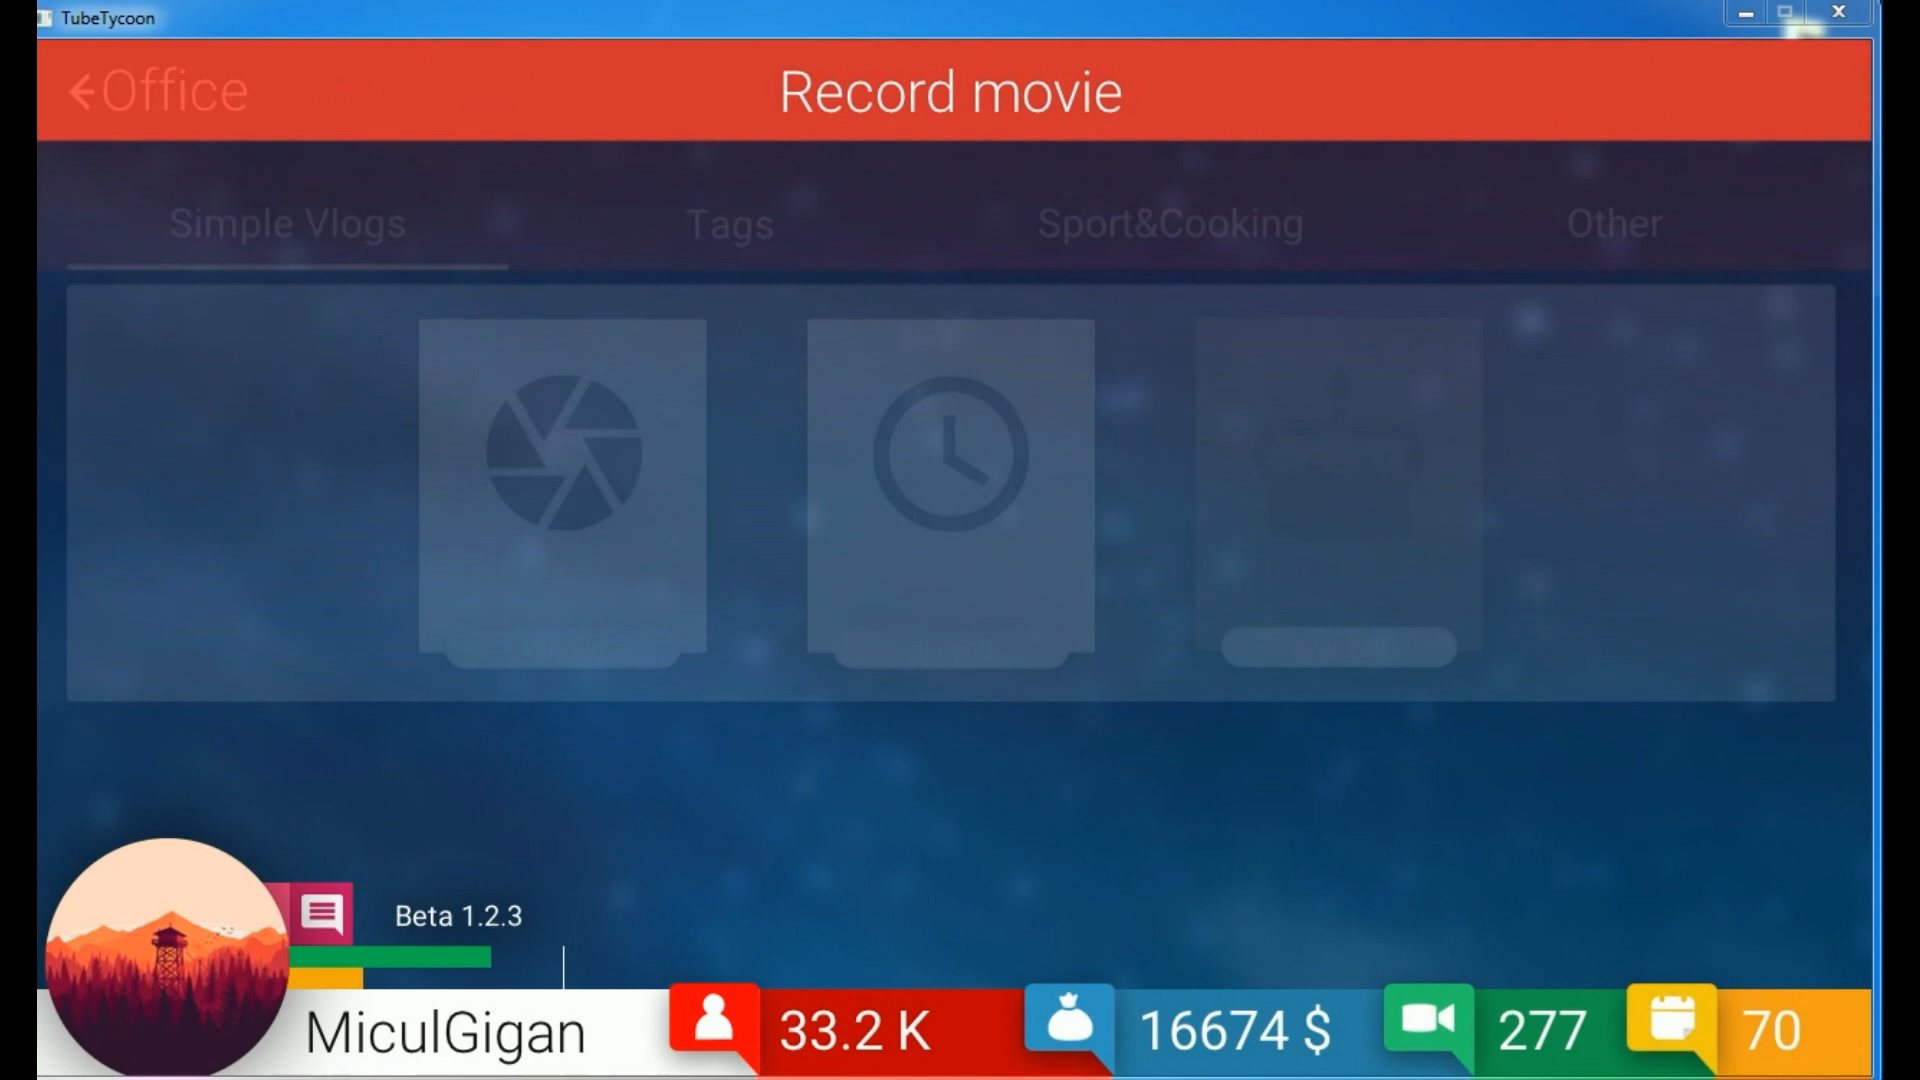 TubeTycoon
Office
Record movie
Simple Vlogs
Tags
Sport&Cooking
Other
Beta 1.2.3
MiculGigan
33.2 K
16674 $
277
70